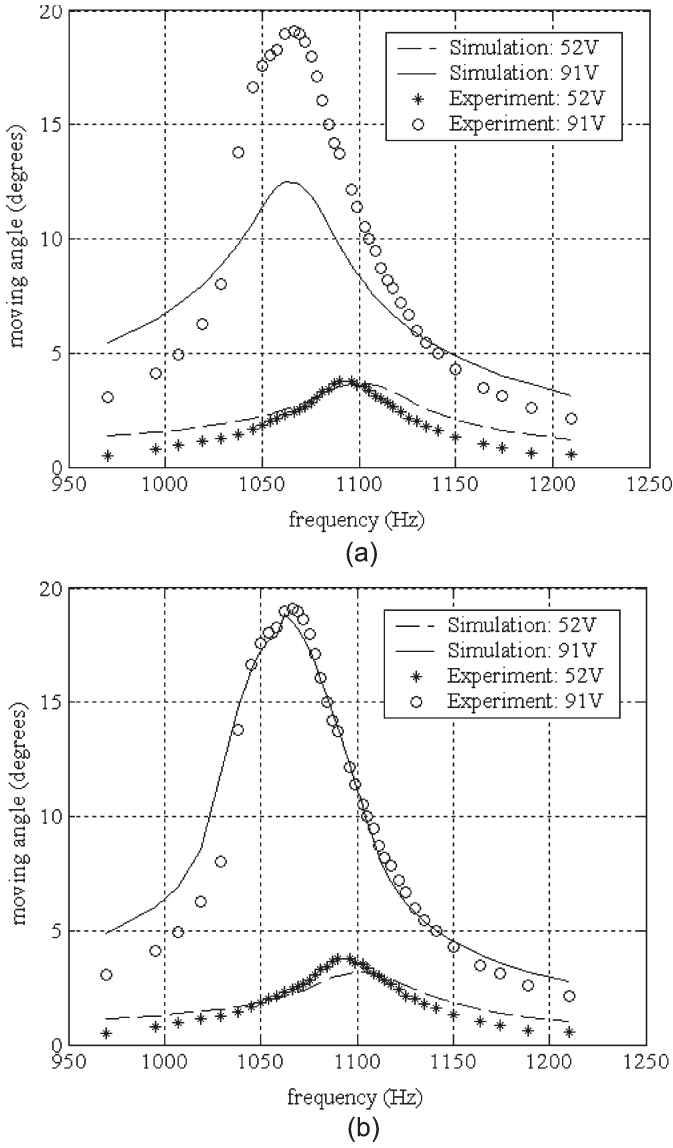 20
15
10
5
0
moving angle (degrees)
Simulation: 52V
Simulation: 91V
Experiment: 52V
Experiment: 91V
950 1000 1050 1100 1150 1200 1250
frequency (Hz)
(a)
20
15
10
5
0
moving angle (degrees)
Simulation: 52V
Simulation: 91V
Experiment: 52V
Experiment: 91V
950 1000 1050 1100 1150 1200 1250
frequency (Hz)
(b)